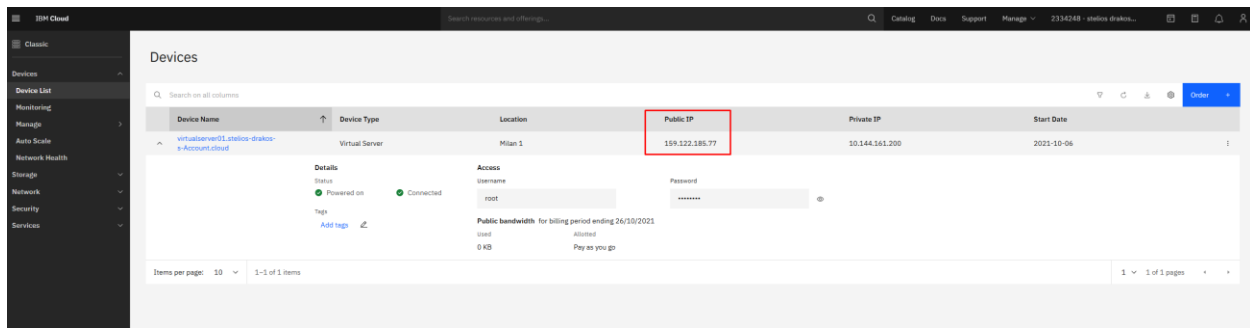 IBM Cloud
Search resources and offerings...
Catalog Docs Support Manage 2334248 - stelios drakos...
Classic
Devices
Device List
Monitoring
Manage
Auto Scale
Network Health
Storage
Network
Security
Services
Devices
Search on all columns
Order +
Device Name Device Type Location Public IP Private IP Start Date
virtualserver01.stelios-drakos-
s-Account.cloud
Virtual Server Milan 1 159.122.185.77 10.144.161.200 2021-10-06
Details
Status
Powered on Connected
Tags
Add tags
Access
Username Password
root ••••••••
Public bandwidth for billing period ending 26/10/2021
Used Allotted
0 KB Pay as you go
Items per page: 10 1–1 of 1 items
1 1 of 1 pages